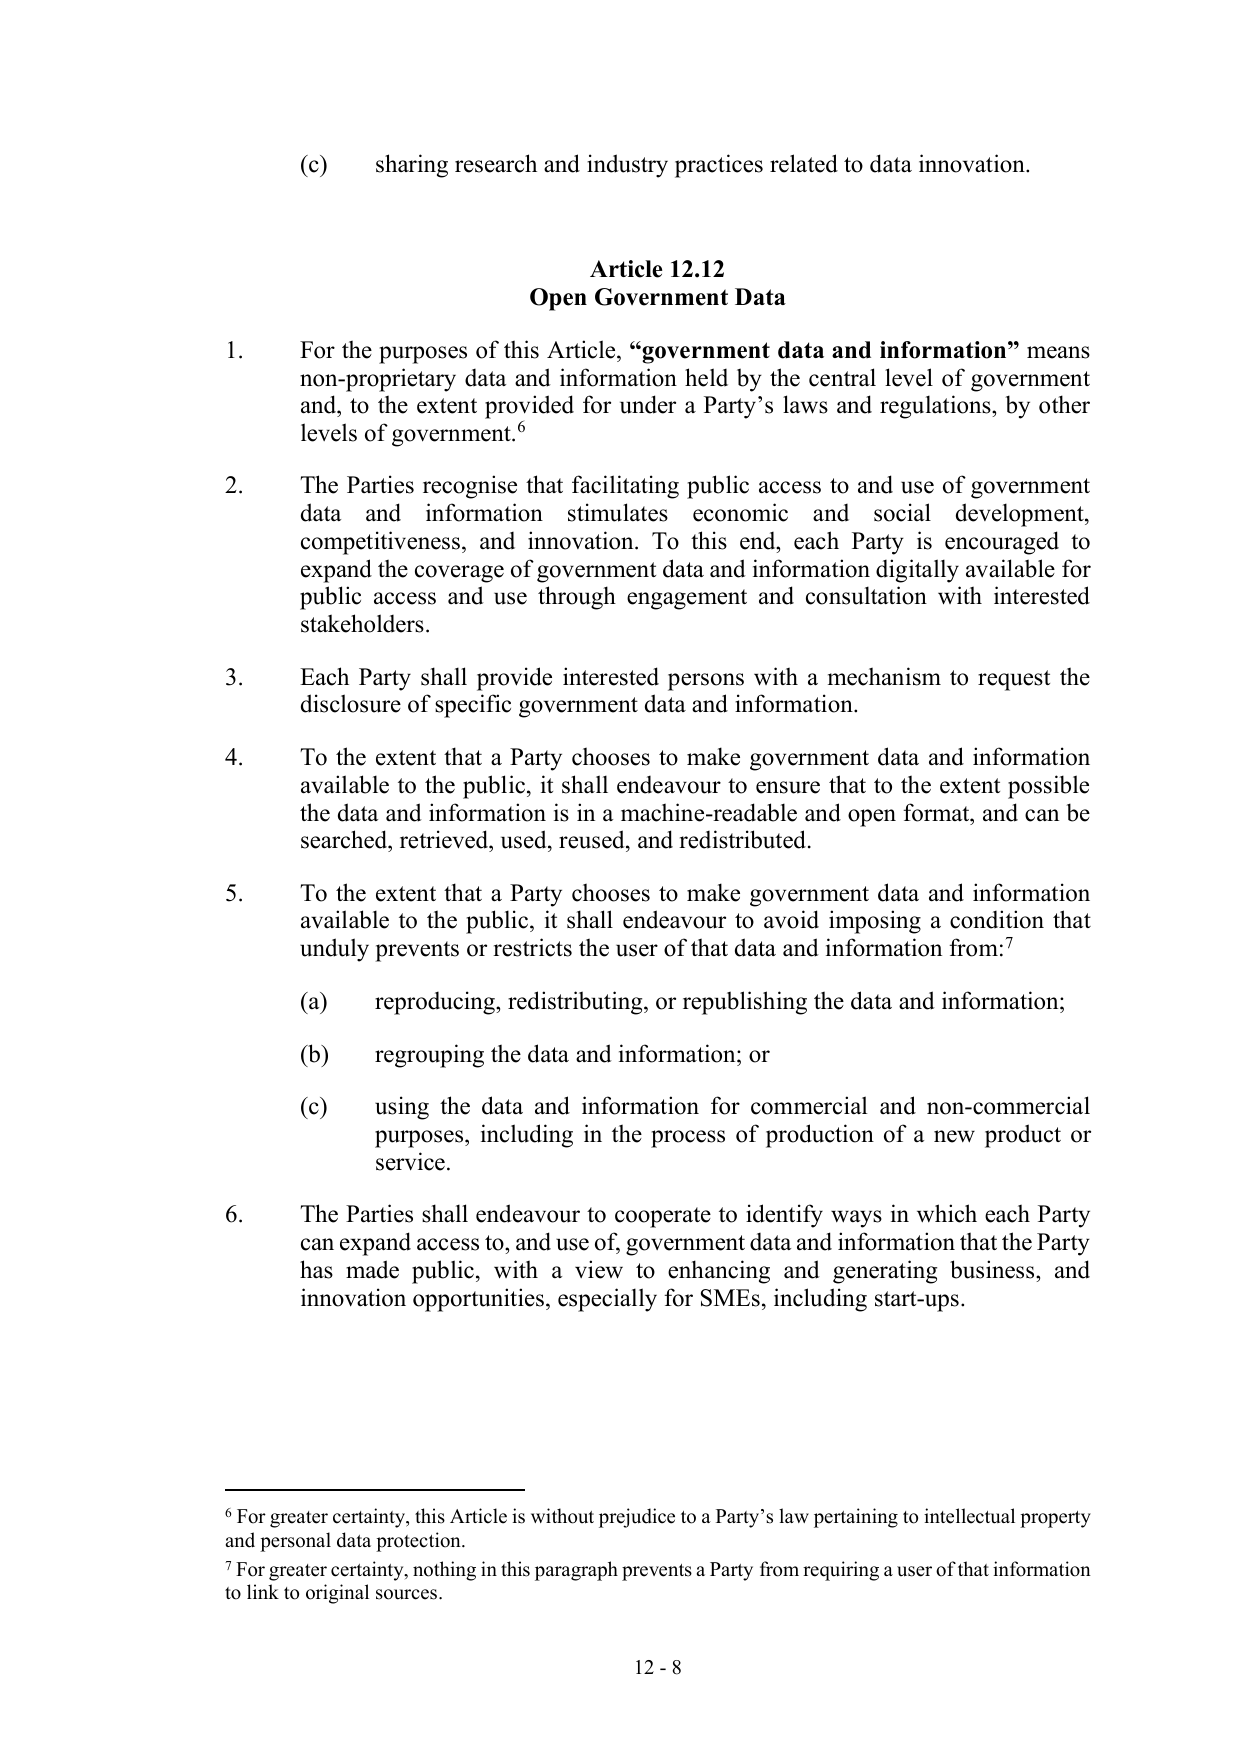 (c) sharing research and industry practices related to data innovation.
Article 12.12
Open Government Data
1. For the purposes of this Article, “government data and information” means
non-proprietary data and information held by the central level of government
and, to the extent provided for under a Party’s laws and regulations, by other
levels of government.6
2. The Parties recognise that facilitating public access to and use of government
data and information stimulates economic and social development,
competitiveness, and innovation. To this end, each Party is encouraged to
expand the coverage of government data and information digitally available for
public access and use through engagement and consultation with interested
stakeholders.
3. Each Party shall provide interested persons with a mechanism to request the
disclosure of specific government data and information.
4. To the extent that a Party chooses to make government data and information
available to the public, it shall endeavour to ensure that to the extent possible
the data and information is in a machine-readable and open format, and can be
searched, retrieved, used, reused, and redistributed.
5. To the extent that a Party chooses to make government data and information
available to the public, it shall endeavour to avoid imposing a condition that
unduly prevents or restricts the user of that data and information from:7
(a) reproducing, redistributing, or republishing the data and information;
(b) regrouping the data and information; or
(c) using the data and information for commercial and non-commercial
purposes, including in the process of production of a new product or
service.
6. The Parties shall endeavour to cooperate to identify ways in which each Party
can expand access to, and use of, government data and information that the Party
has made public, with a view to enhancing and generating business, and
innovation opportunities, especially for SMEs, including start-ups.
6 For greater certainty, this Article is without prejudice to a Party’s law pertaining to intellectual property
and personal data protection.
7 For greater certainty, nothing in this paragraph prevents a Party from requiring a user of that information
to link to original sources.
12 - 8